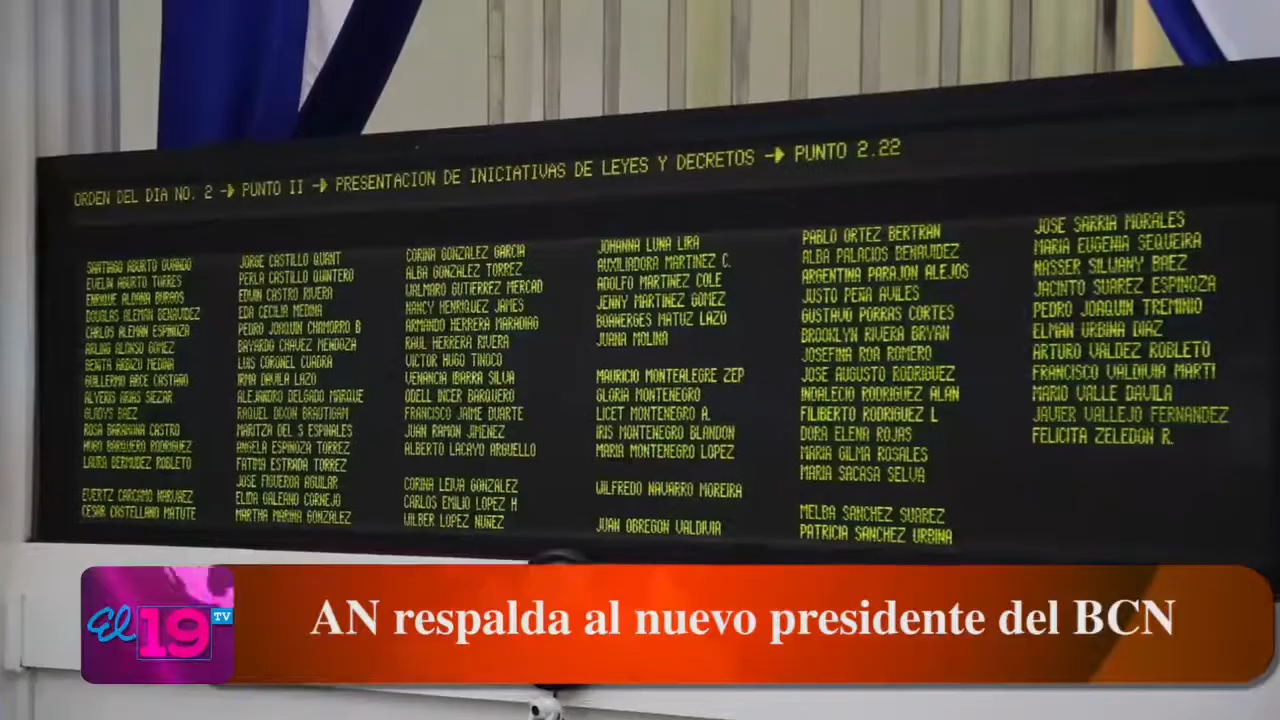 ORDEN DEL DIA NO. 2 → PUNTO II → PRESENTACION DE INICIATIVAS DE LEYES Y DECRETOS → PUNTO 2.22
SANTIAGO ABURTO OVANDO
EVELIN ABURTO TORRES
ENRIQUE ALDANA BURGOS
DOUGLAS ALEMAN BENAVIDEZ
CARLOS ALEMAN ESPINOZA
ARLING ALONSO GOMEZ
BENITA ARBIZU MEDINA
GUILLERMO ARCE CASTANO
ALYERIS ARIAS SIEZAR
GLADYS BAEZ
ROSA BARAHONA CASTRO
HUGO BARQUERO RODRIGUEZ
LAURA BERMUDEZ ROBLETO
EVERTZ CARCAMO NARVAEZ
CESAR CASTELLANO MATUTE
JORGE CASTILLO QUANT
PERLA CASTILLO QUINTERO
EDWIN CASTRO RIVERA
EDA CECILIA MEDINA
PEDRO JOAQUIN CHAMORRO B
BAYARDO CHAVEZ MENDOZA
LUIS CORONEL CUADRA
IRMA DAVILA LAZO
ALEJANDRO DELGADO MARQUE
RAQUEL DIXON BRAUTIGAM
MARITZA DEL S ESPINALES
ANGELA ESPINOZA TORREZ
FATIMA ESTRADA TORREZ
JOSE FIGUEROA AGUILAR
ELIDA GALEANO CORNEJO
MARTHA MARINA GONZALEZ
CORINA GONZALEZ GARCIA
ALBA GONZALEZ TORREZ
WALMARO GUTIERREZ MERCAD
NANCY HENRIQUEZ JAMES
ARMANDO HERRERA MARADIAG
RAUL HERRERA RIVERA
VICTOR HUGO TINOCO
VENANCIA IBARRA SILVA
ODELL INCER BARQUERO
FRANCISCO JAIME DUARTE
JUAN RAMON JIMENEZ
ALBERTO LACAYO ARGUELLO
CORINA LEIVA GONZALEZ
CARLOS EMILIO LOPEZ H
WILBER LOPEZ NUÑEZ
JOHANNA LUNA LIRA
AUXILIADORA MARTINEZ C.
ADOLFO MARTINEZ COLE
JENNY MARTINEZ GOMEZ
BOANERGES MATUZ LAZO
JUANA MOLINA
MAURICIO MONTEALEGRE ZEP
GLORIA MONTENEGRO
LICET MONTENEGRO A.
IRIS MONTENEGRO BLANDON
MARIA MONTENEGRO LOPEZ
WILFREDO NAVARRO MOREIRA
JUAN OBREGON VALDIVIA
PABLO ORTEZ BERTRAN
ALBA PALACIOS BENAVIDEZ
ARGENTINA PARAJON ALEJOS
JUSTO PEÑA AVILES
GUSTAVO PORRAS CORTES
BROOKLYN RIVERA BRYAN
JOSEFINA ROA ROMERO
JOSE AUGUSTO RODRIGUEZ
INDALECIO RODRIGUEZ ALAN
FILIBERTO RODRIGUEZ L
DORA ELENA ROJAS
MARIA GILMA ROSALES
MARIA SACASA SELVA
MELBA SANCHEZ SUAREZ
PATRICIA SANCHEZ URBINA
JOSE SARRIA MORALES
MARIA EUGENIA SEQUEIRA
NASSER SILWANY BAEZ
JACINTO SUAREZ ESPINOZA
PEDRO JOAQUIN TREMINIO
ELMAN URBINA DIAZ
ARTURO VALDEZ ROBLETO
FRANCISCO VALDIVIA MARTI
MARIO VALLE DAVILA
JAVIER VALLEJO FERNANDEZ
FELICITA ZELEDON R.
El 19 TV
AN respalda al nuevo presidente del BCN